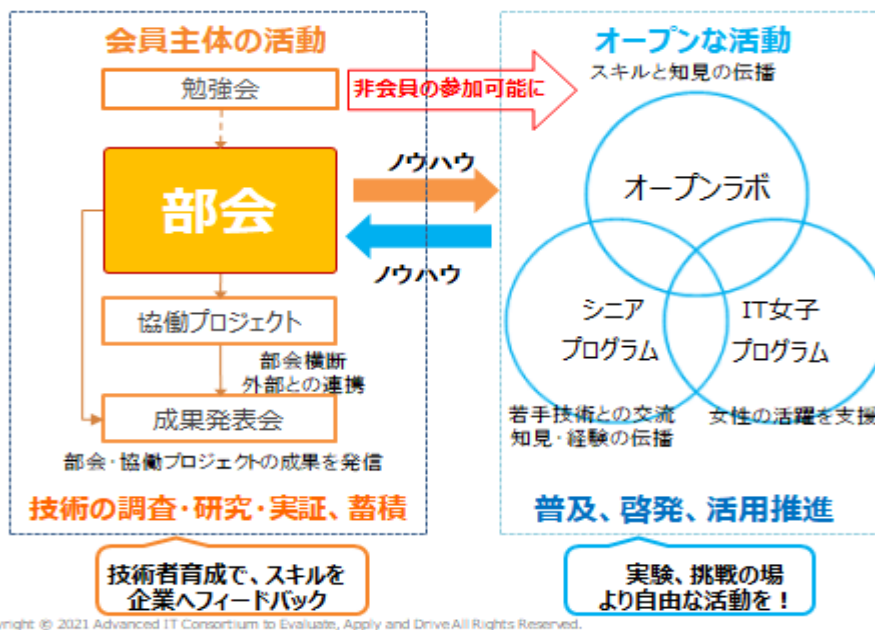 会員主体の活動
勉強会
部会
協働プロジェクト
部会横断
外部との連携
成果発表会
部会・協働プロジェクトの成果を発信
技術の調査・研究・実証、蓄積
技術者育成で、スキルを
企業へフィードバック
非会員の参加可能に
ノウハウ
ノウハウ
オープンな活動
スキルと知見の伝播
オープンラボ
シニア
プログラム
IT女子
プログラム
若手技術との交流
知見・経験の伝播
女性の活躍を支援
普及、啓発、活用推進
実験、挑戦の場
より自由な活動を！
right © 2021 Advanced IT Consortium to Evaluate, Apply and Drive All Rights Reserved.